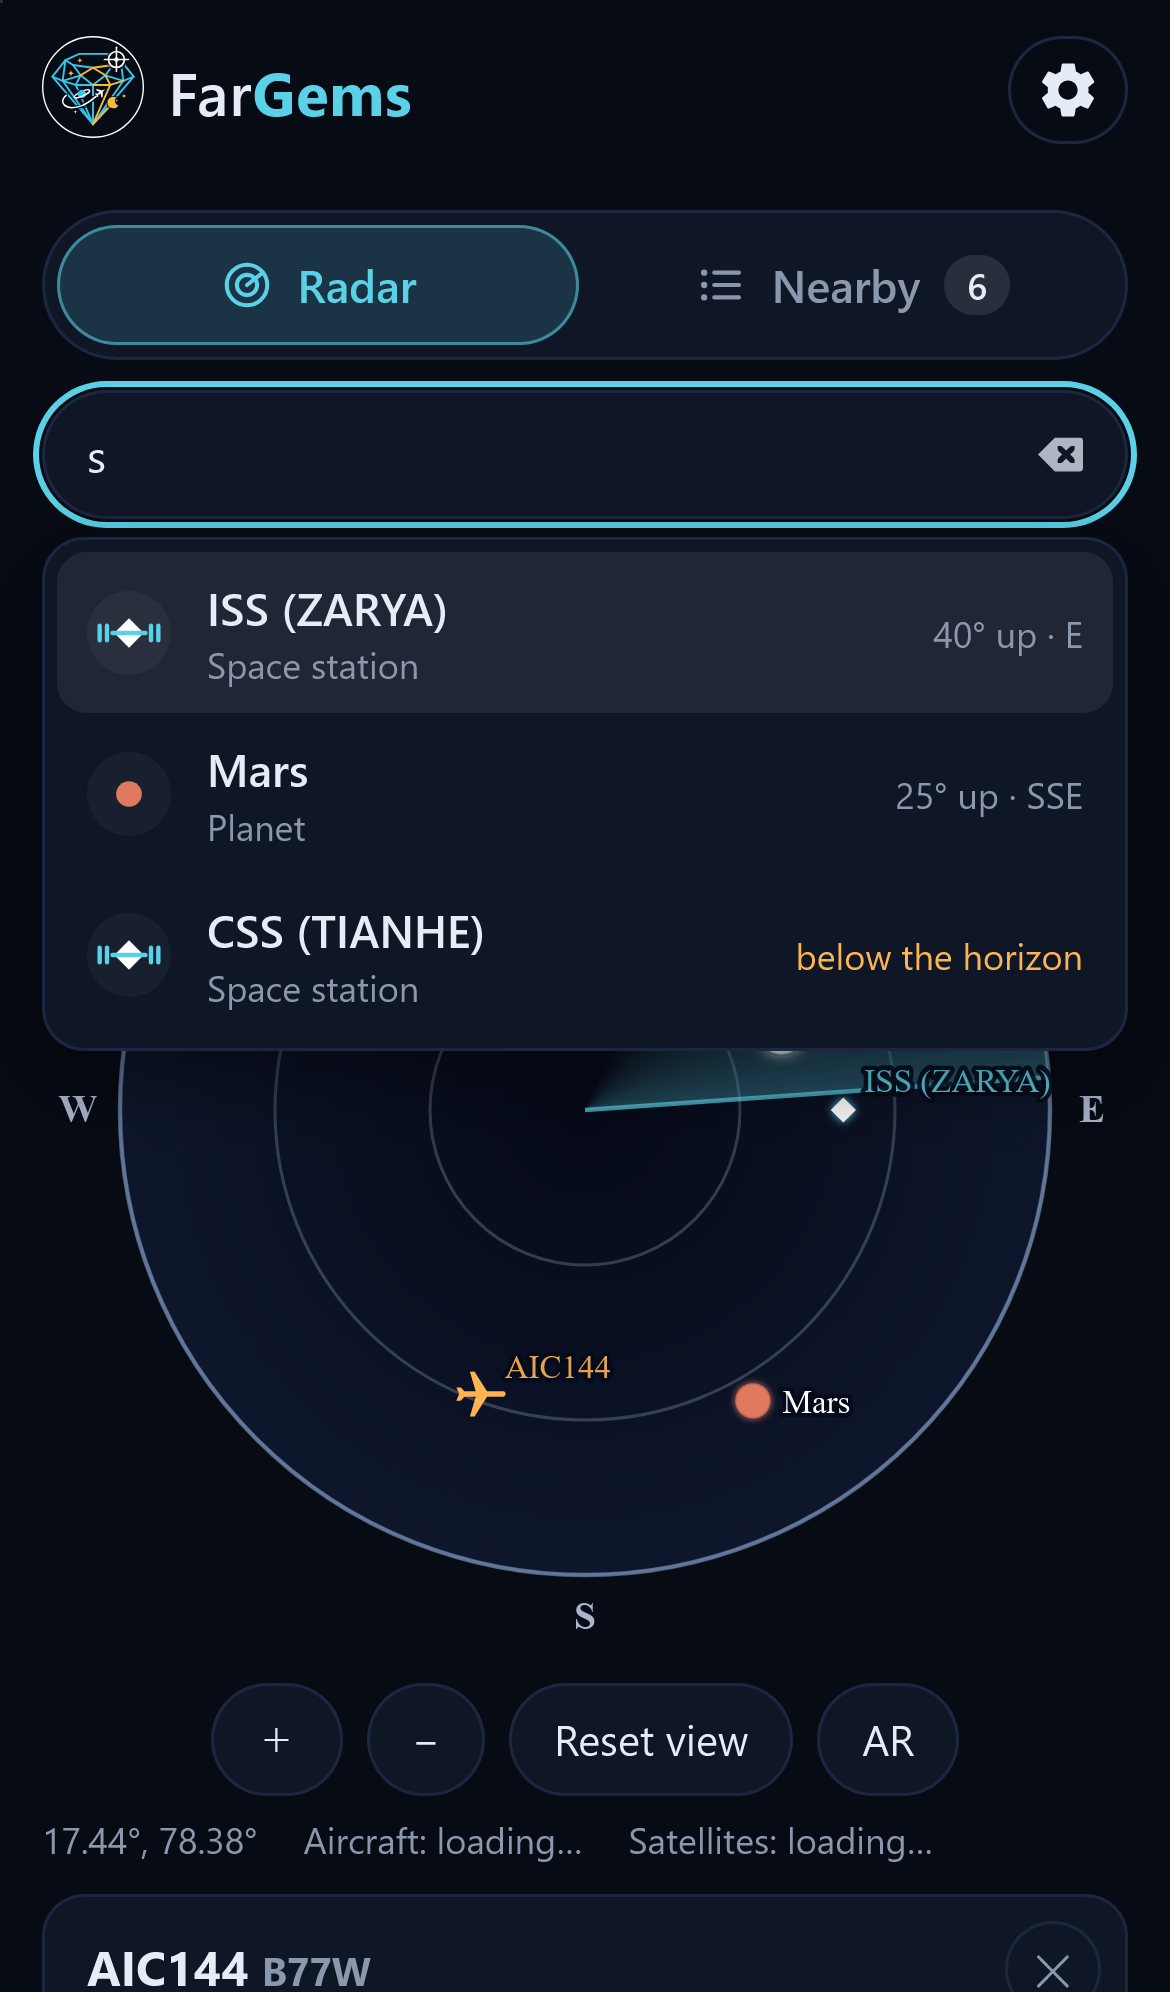 FarGems
Radar
Nearby 6
s
ISS (ZARYA)
Space station
40° up · E
Mars
Planet
25° up · SSE
CSS (TIANHE)
Space station
below the horizon
ISS (ZARYA)
W
E
AIC144
Mars
S
+
−
Reset view
AR
17.44°, 78.38° Aircraft: loading… Satellites: loading…
AIC144 B77W